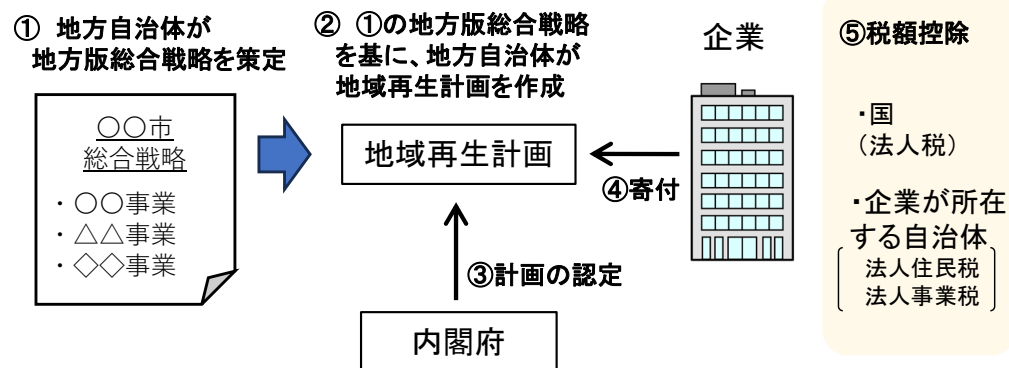 ① 地方自治体が
地方版総合戦略を策定
〇〇市
総合戦略
・〇〇事業
・△△事業
・◇◇事業
② ①の地方版総合戦略
を基に、地方自治体が
地域再生計画を作成
地域再生計画
③計画の認定
内閣府
企業
④寄付
⑤税額控除
・国
（法人税）
・企業が所在
する自治体
法人住民税
法人事業税